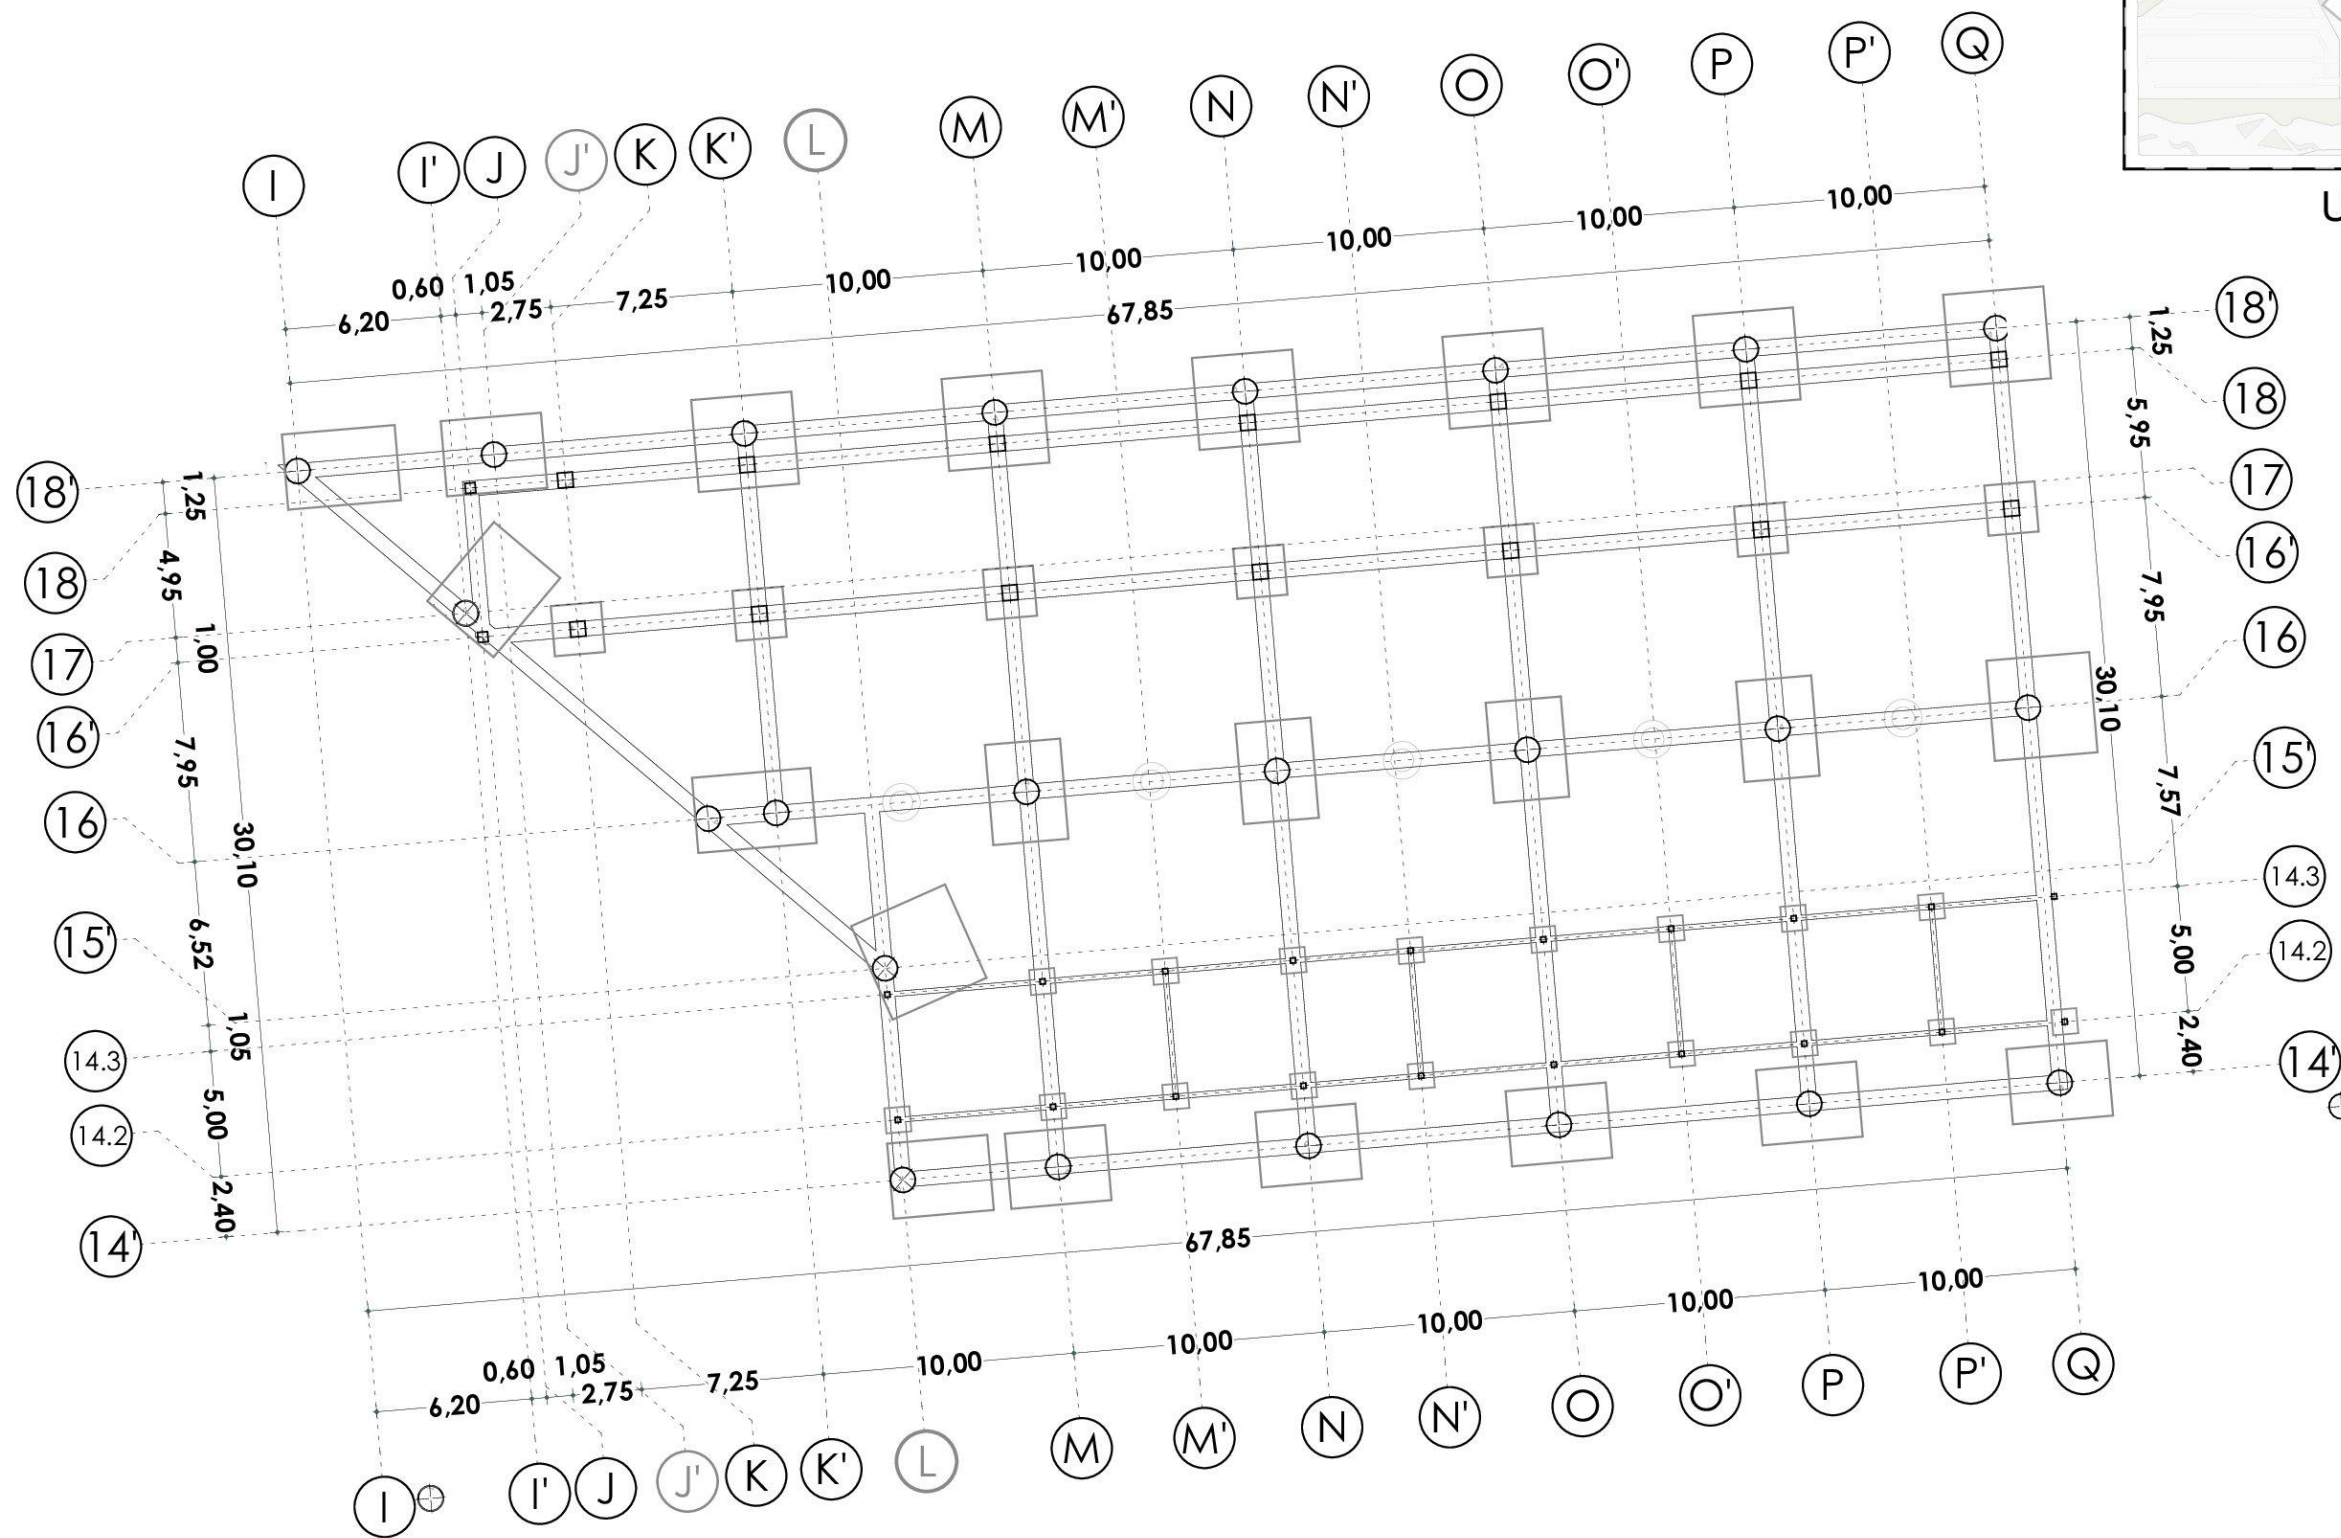 I I' J J' K K' L M M' N N' O O' P P' Q
U
10,00
10,00
10,00
10,00
10,00
7,25
2,75
1,05
0,60
6,20
67,85
18' 1,25 1,25 18'
18 4,95 5,95 18
17 1,00 17
16' 7,95 7,95 16'
16 30,10 30,10 16
15' 6,52 7,57 15'
14.3 1,05 14.3
14.2 5,00 5,00 14.2
14' 2,40 2,40 14'
67,85
6,20
0,60
1,05
2,75
7,25
10,00
10,00
10,00
10,00
10,00
I I' J J' K K' L M M' N N' O O' P P' Q